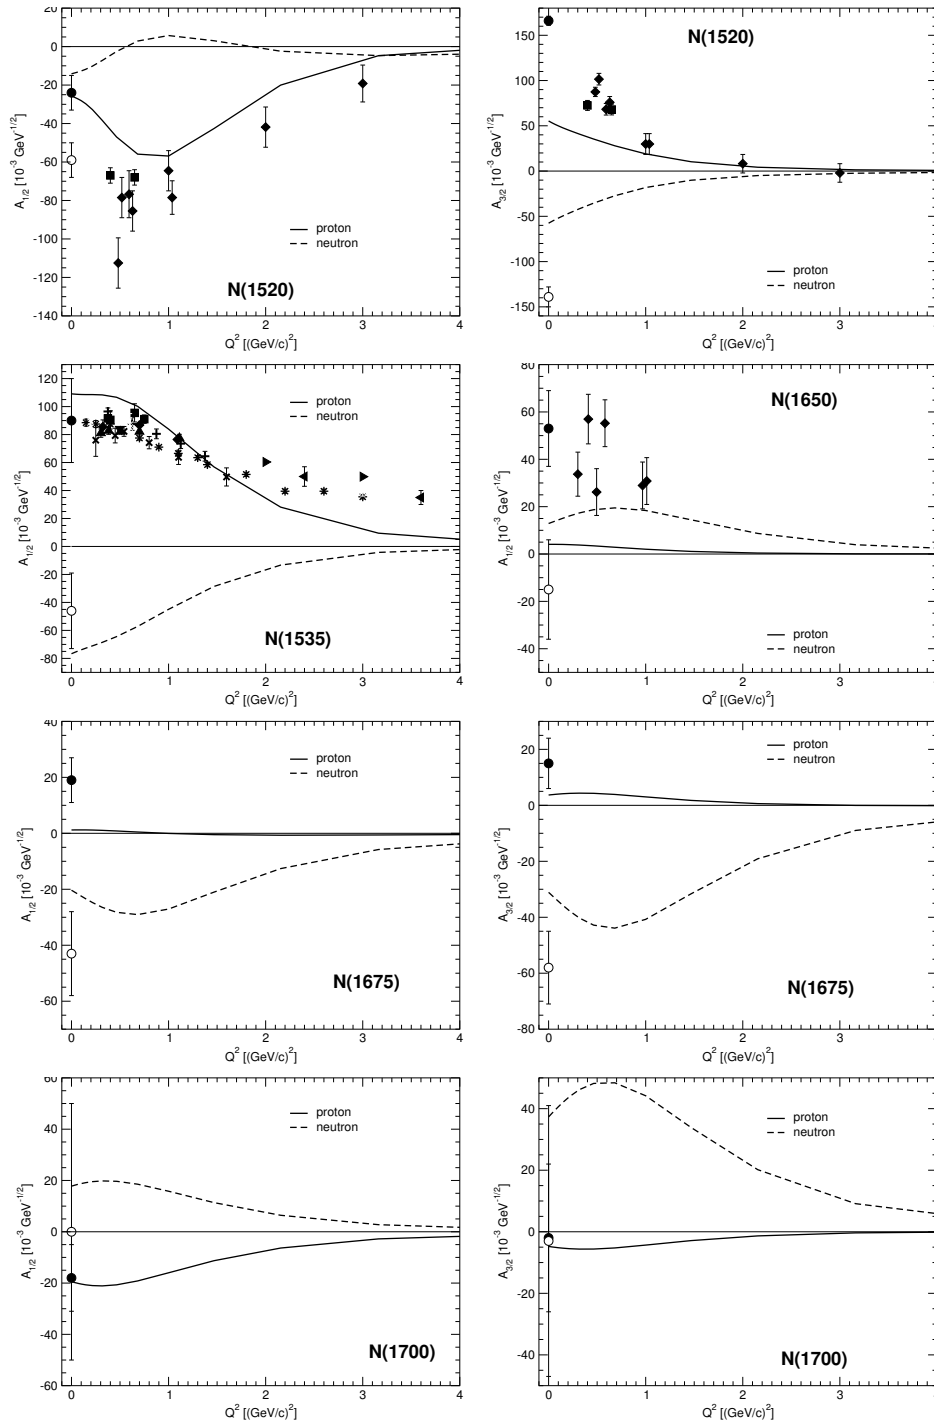 20
0
-20
-40
-60
-80
-100
-120
-140
A1/2 [10^-3 GeV^-1/2]
proton
neutron
N(1520)
0 1 2 3 4
Q^2 [(GeV/c)^2]
150
100
50
0
-50
-100
-150
A3/2 [10^-3 GeV^-1/2]
N(1520)
proton
neutron
0 1 2 3
Q^2 [(GeV/c)^2]
120
100
80
60
40
20
0
-20
-40
-60
-80
A1/2 [10^-3 GeV^-1/2]
proton
neutron
N(1535)
0 1 2 3 4
Q^2 [(GeV/c)^2]
80
60
40
20
0
-20
-40
A1/2 [10^-3 GeV^-1/2]
N(1650)
proton
neutron
0 1 2 3
Q^2 [(GeV/c)^2]
40
20
0
-20
-40
-60
A1/2 [10^-3 GeV^-1/2]
proton
neutron
N(1675)
0 1 2 3 4
Q^2 [(GeV/c)^2]
40
20
0
-20
-40
-60
-80
A3/2 [10^-3 GeV^-1/2]
proton
neutron
N(1675)
0 1 2 3
Q^2 [(GeV/c)^2]
60
40
20
0
-20
-40
-60
A1/2 [10^-3 GeV^-1/2]
proton
neutron
N(1700)
0 1 2 3 4
Q^2 [(GeV/c)^2]
40
20
0
-20
-40
A3/2 [10^-3 GeV^-1/2]
proton
neutron
N(1700)
0 1 2 3
Q^2 [(GeV/c)^2]